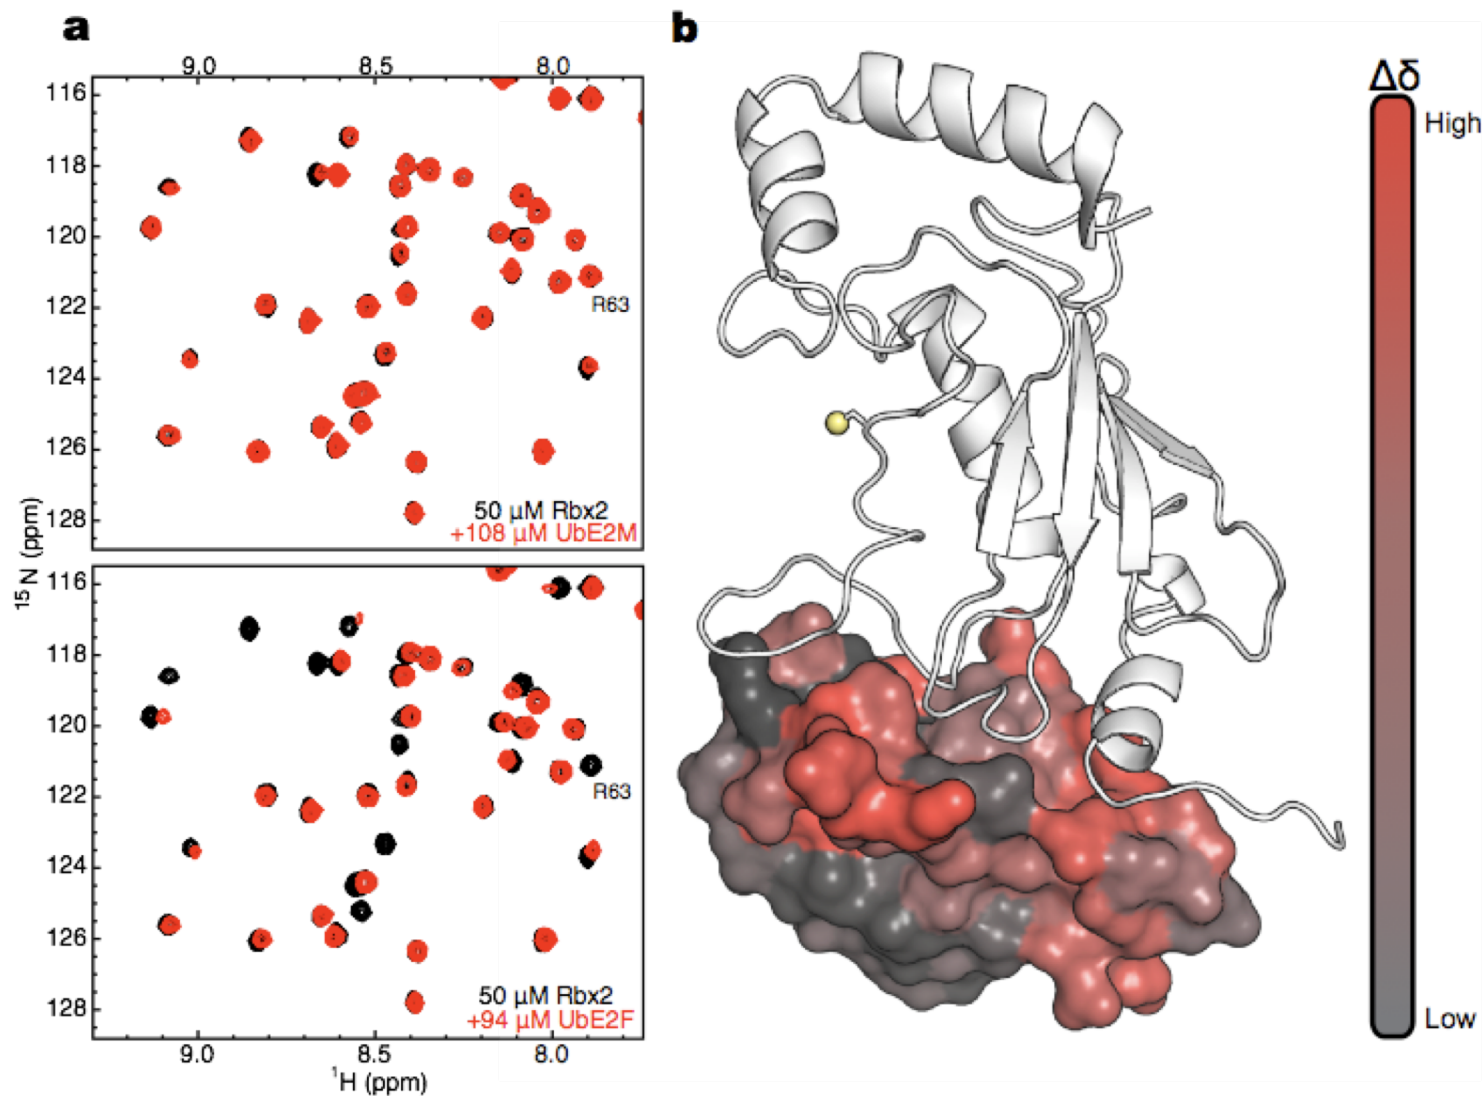 a
b
9.0 8.5 8.0
116
118
120
122
124
126
128
R63
50 µM Rbx2
+108 µM UbE2M
15N (ppm)
116
118
120
122
124
126
128
R63
50 µM Rbx2
+94 µM UbE2F
9.0 8.5 8.0
1H (ppm)
Δδ
High
Low